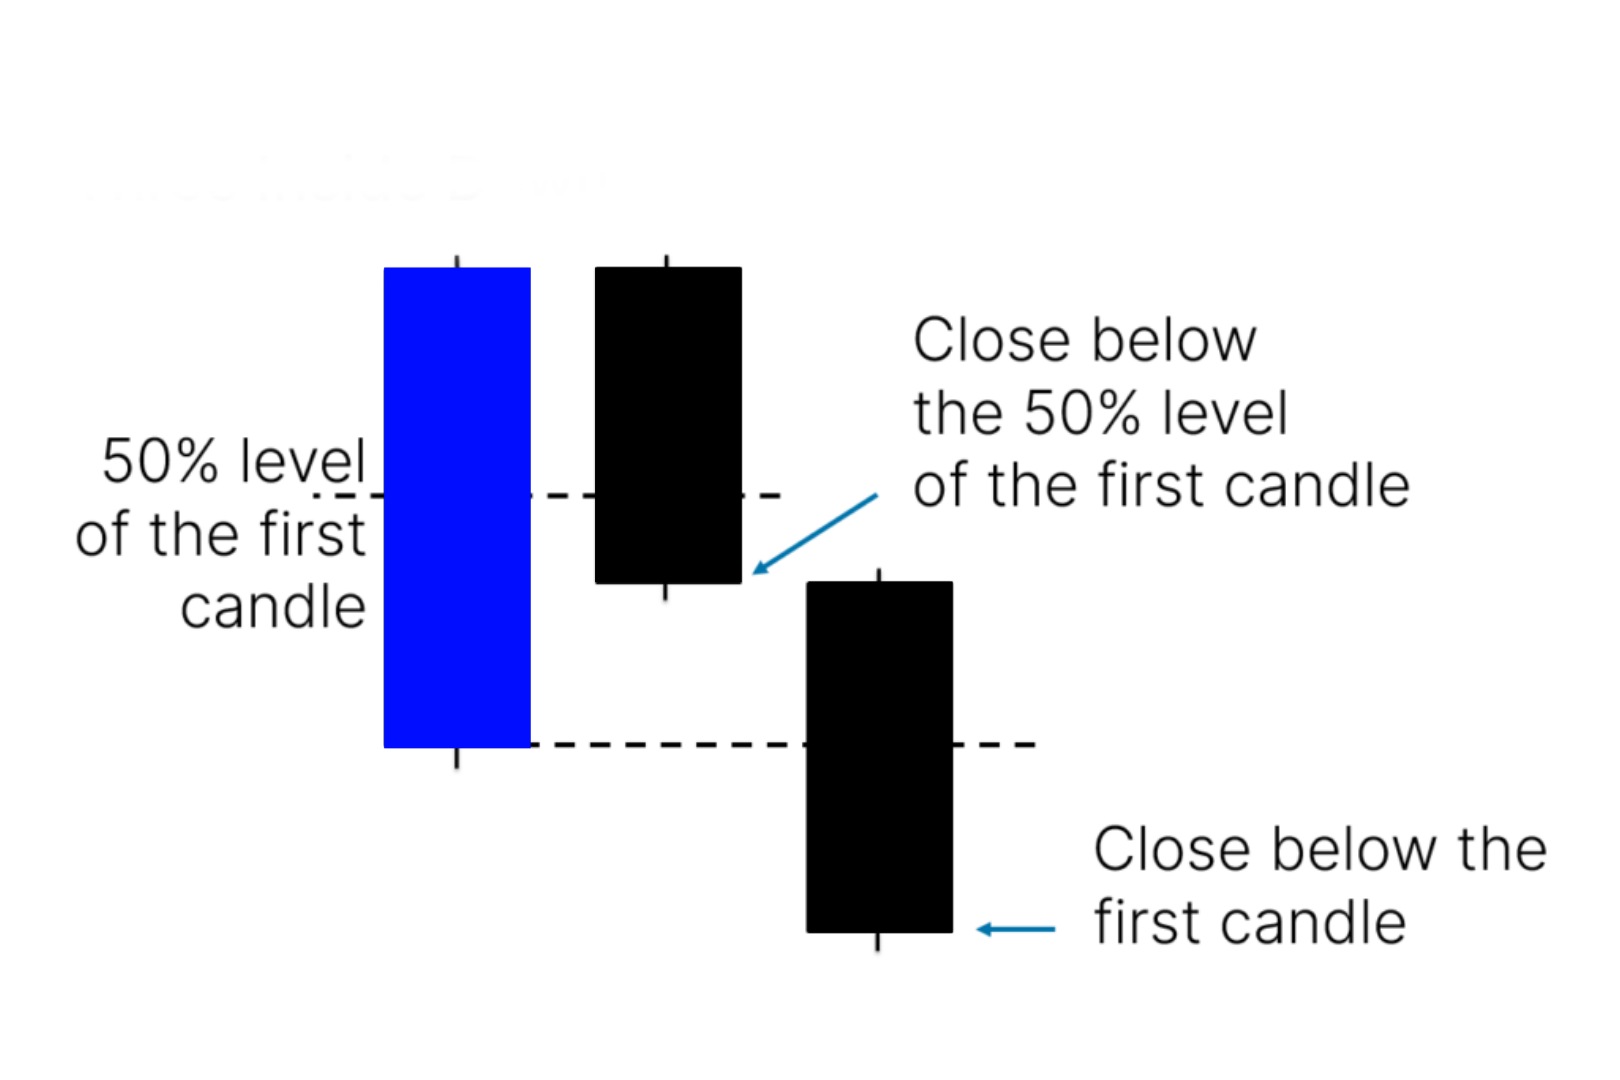 50% level
of the first
candle
Close below
the 50% level
of the first candle
Close below the
first candle